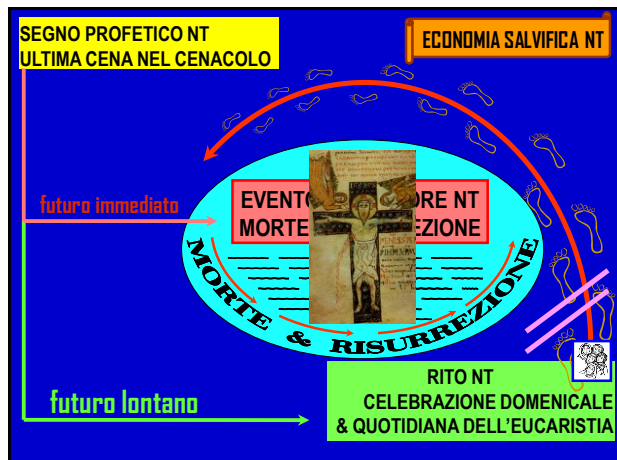 SEGNO PROFETICO NT
ULTIMA CENA NEL CENACOLO
ECONOMIA SALVIFICA NT
futuro immediato
EVENTO ORE NT
MORTE EZIONE
MORTE & RISURREZIONE
RITO NT
CELEBRAZIONE DOMENICALE
& QUOTIDIANA DELL'EUCARISTIA
futuro lontano